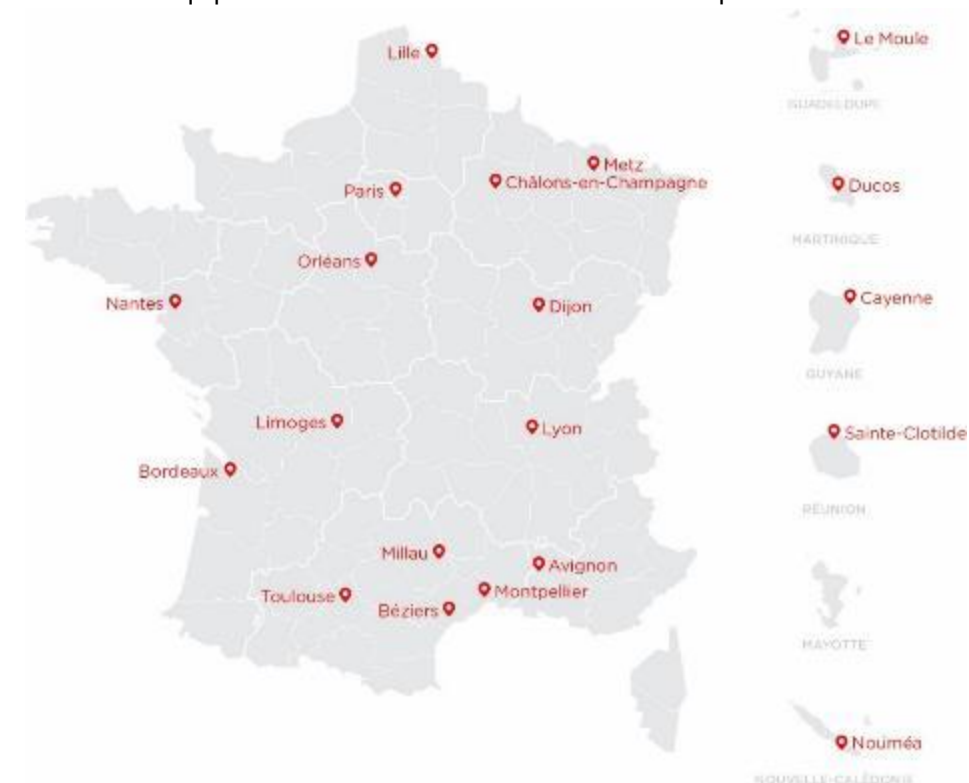 Lille
Le Moule
GUADELOUPE
Metz
Châlons-en-Champagne
Paris
Ducos
MARTINIQUE
Orléans
Nantes
Dijon
Cayenne
GUYANE
Limoges
Lyon
Sainte-Clotilde
Bordeaux
RÉUNION
Millau
Avignon
Toulouse
Montpellier
Béziers
MAYOTTE
Nouméa
NOUVELLE-CALÉDONIE